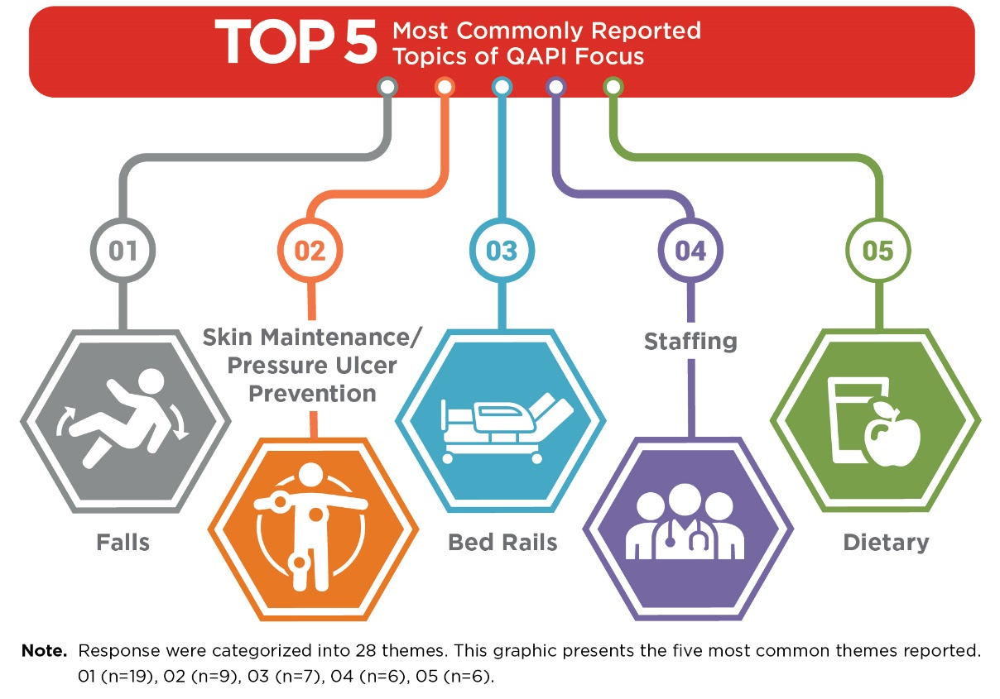 TOP 5
Most Commonly Reported
Topics of QAPI Focus
01
02
03
04
05
Skin Maintenance/
Pressure Ulcer
Prevention
Staffing
Falls
Bed Rails
Dietary
Note. Response were categorized into 28 themes. This graphic presents the five most common themes reported.
01 (n=19), 02 (n=9), 03 (n=7), 04 (n=6), 05 (n=6).